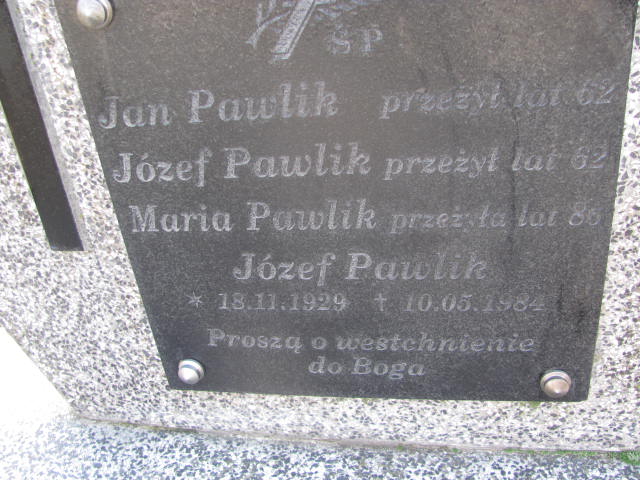 Ś P
Jan Pawlik przeżył lat 62
Józef Pawlik przeżył lat 62
Maria Pawlik przeżyła lat 86
Józef Pawlik
* 18.11.1929 † 10.05.1984
Proszą o westchnienie
do Boga